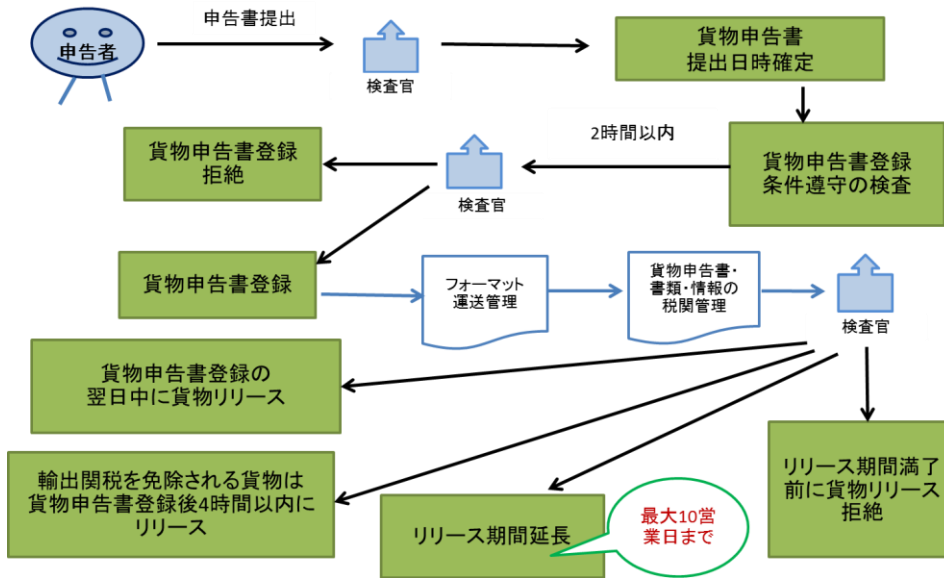 申告書提出
申告者
検査官
貨物申告書
提出日時確定
2時間以内
貨物申告書登録
拒絶
検査官
貨物申告書登録
条件遵守の検査
貨物申告書登録
フォーマット
運送管理
貨物申告書・
書類・情報の
税関管理
検査官
貨物申告書登録の
翌日中に貨物リリース
輸出関税を免除される貨物は
貨物申告書登録後4時間以内に
リリース
リリース期間延長
最大10営
業日まで
リリース期間満了
前に貨物リリース
拒絶